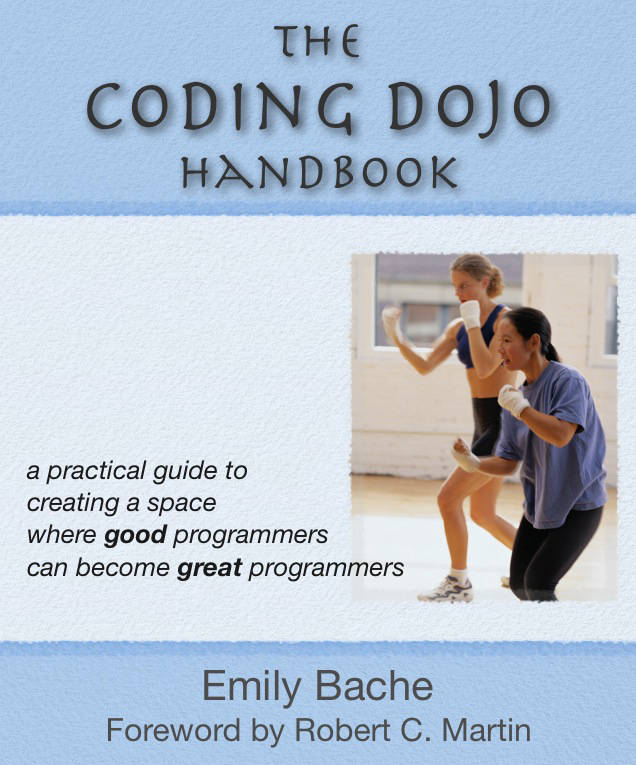 THE
CODING DOJO
HANDBOOK
a practical guide to
creating a space
where good programmers
can become great programmers
Emily Bache
Foreword by Robert C. Martin